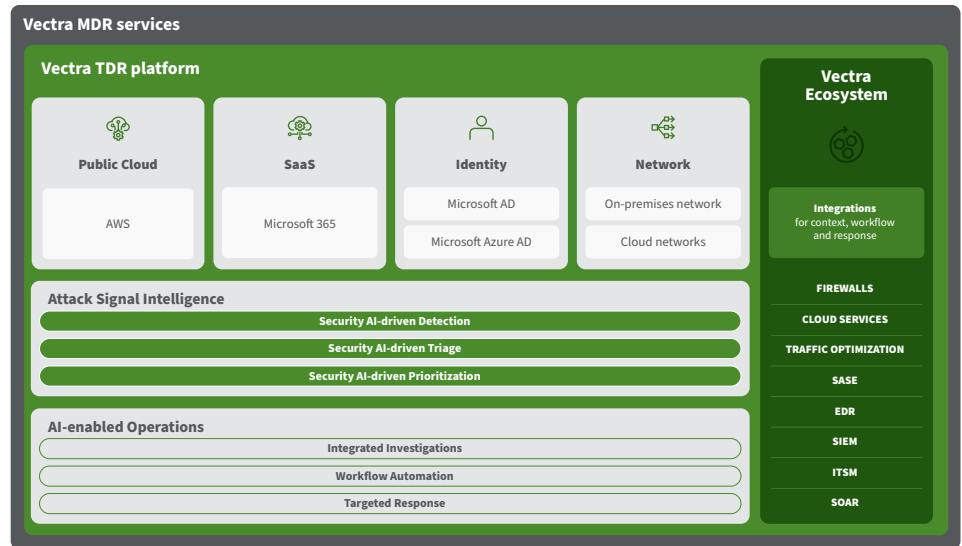 Vectra MDR services
Vectra TDR platform
Public Cloud
AWS
SaaS
Microsoft 365
Identity
Microsoft AD
Microsoft Azure AD
Network
On-premises network
Cloud networks
Attack Signal Intelligence
Security AI-driven Detection
Security AI-driven Triage
Security AI-driven Prioritization
AI-enabled Operations
Integrated Investigations
Workflow Automation
Targeted Response
Vectra
Ecosystem
Integrations
for context, workflow
and response
FIREWALLS
CLOUD SERVICES
TRAFFIC OPTIMIZATION
SASE
EDR
SIEM
ITSM
SOAR